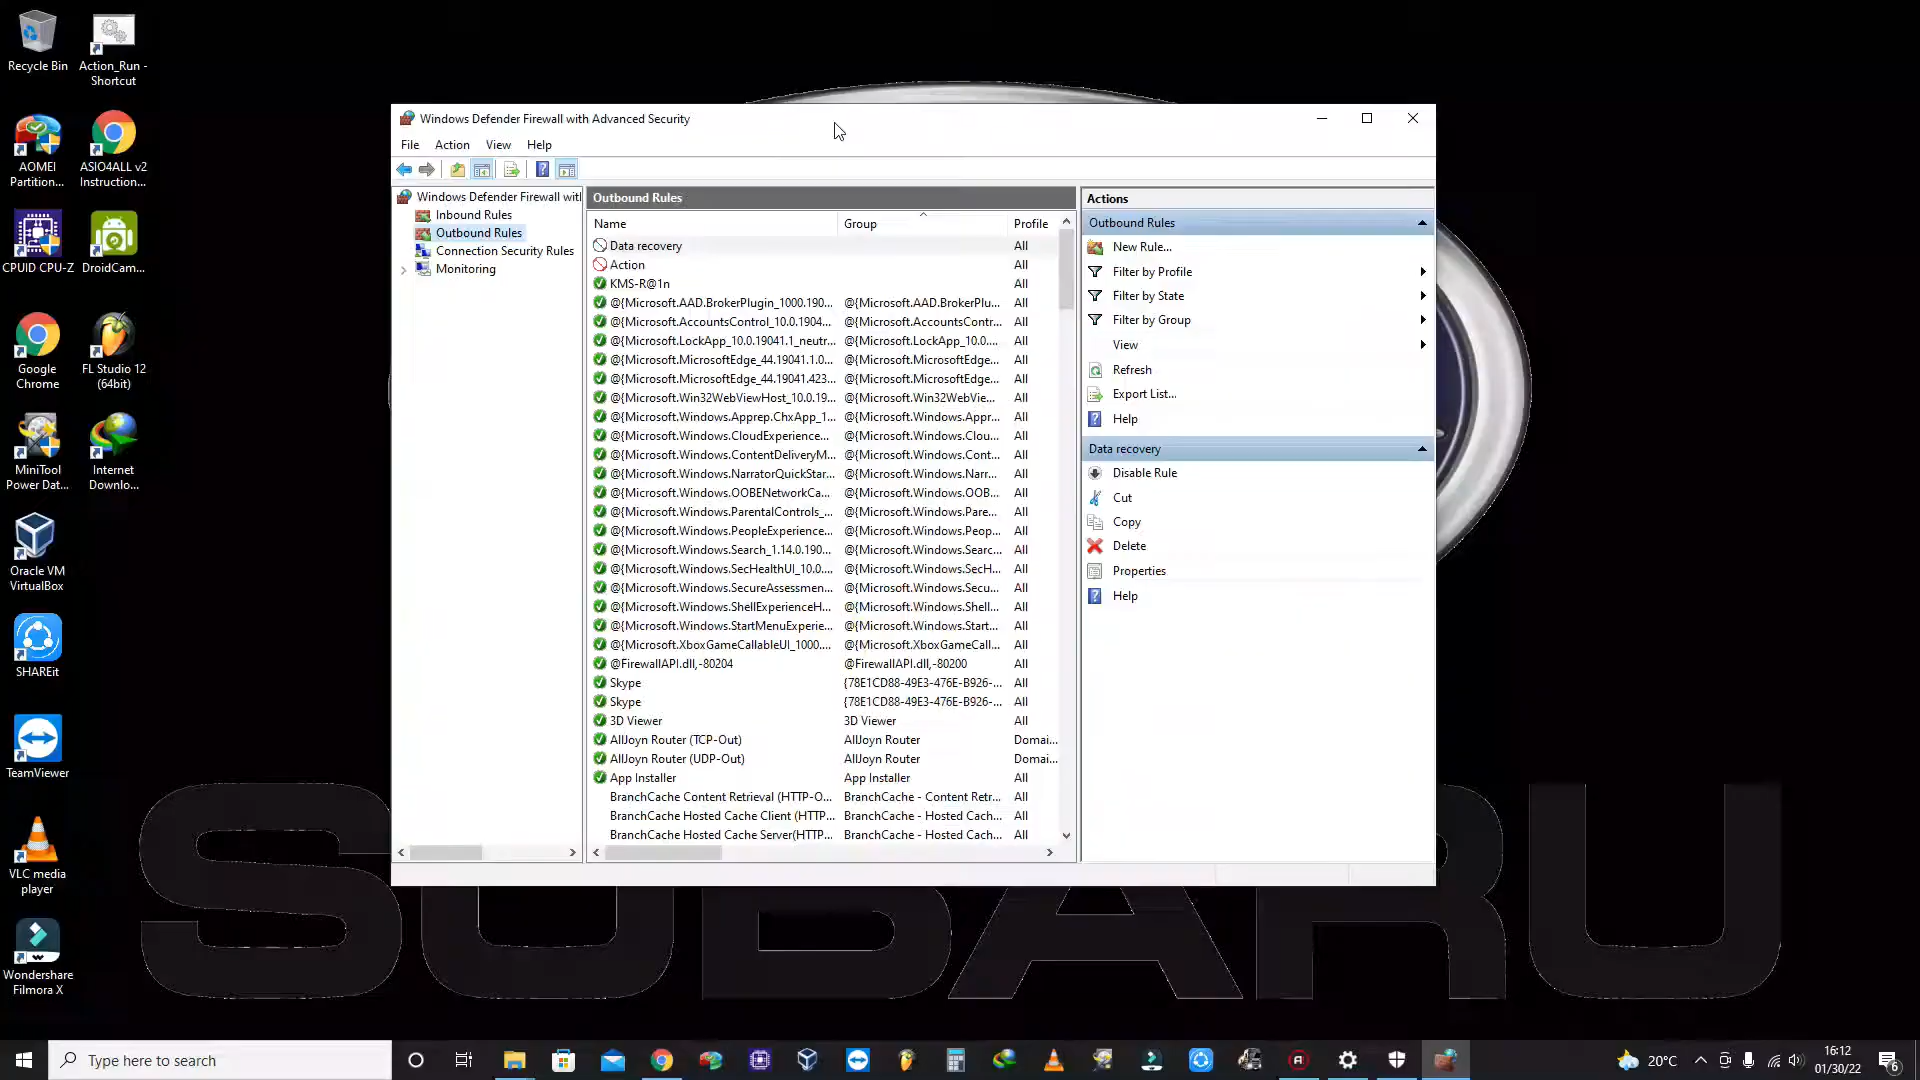 Recycle Bin
Action_Run -
Shortcut
AOMEI
Partition...
ASIO4ALL v2
Instruction...
CPUID CPU-Z
DroidCam...
Google
Chrome
FL Studio 12
(64bit)
MiniTool
Power Dat...
Internet
Downlo...
Oracle VM
VirtualBox
SHAREit
TeamViewer
VLC media
player
Wondershare
Filmora X
Windows Defender Firewall with Advanced Security
File Action View Help
Windows Defender Firewall witl
Inbound Rules
Outbound Rules
Connection Security Rules
Monitoring
Outbound Rules
Name Group Profile
Data recovery All
Action All
KMS-R@1n All
@{Microsoft.AAD.BrokerPlugin_1000.190... @{Microsoft.AAD.BrokerPlu... All
@{Microsoft.AccountsControl_10.0.1904... @{Microsoft.AccountsContr... All
@{Microsoft.LockApp_10.0.19041.1_neutr... @{Microsoft.LockApp_10.0.... All
@{Microsoft.MicrosoftEdge_44.19041.1.0... @{Microsoft.MicrosoftEdge... All
@{Microsoft.MicrosoftEdge_44.19041.423... @{Microsoft.MicrosoftEdge... All
@{Microsoft.Win32WebViewHost_10.0.19... @{Microsoft.Win32WebVie... All
@{Microsoft.Windows.Apprep.ChxApp_1... @{Microsoft.Windows.Appr... All
@{Microsoft.Windows.CloudExperience... @{Microsoft.Windows.Clou... All
@{Microsoft.Windows.ContentDeliveryM... @{Microsoft.Windows.Cont... All
@{Microsoft.Windows.NarratorQuickStar... @{Microsoft.Windows.Narr... All
@{Microsoft.Windows.OOBENetworkCa... @{Microsoft.Windows.OOB... All
@{Microsoft.Windows.ParentalControls_... @{Microsoft.Windows.Pare... All
@{Microsoft.Windows.PeopleExperience... @{Microsoft.Windows.Peop... All
@{Microsoft.Windows.Search_1.14.0.190... @{Microsoft.Windows.Searc... All
@{Microsoft.Windows.SecHealthUI_10.0.... @{Microsoft.Windows.SecH... All
@{Microsoft.Windows.SecureAssessmen... @{Microsoft.Windows.Secu... All
@{Microsoft.Windows.ShellExperienceH... @{Microsoft.Windows.Shell... All
@{Microsoft.Windows.StartMenuExperie... @{Microsoft.Windows.Start... All
@{Microsoft.XboxGameCallableUI_1000.... @{Microsoft.XboxGameCall... All
@FirewallAPI.dll,-80204 @FirewallAPI.dll,-80200 All
Skype {78E1CD88-49E3-476E-B926-... All
Skype {78E1CD88-49E3-476E-B926-... All
3D Viewer 3D Viewer All
AllJoyn Router (TCP-Out) AllJoyn Router Domai...
AllJoyn Router (UDP-Out) AllJoyn Router Domai...
App Installer App Installer All
BranchCache Content Retrieval (HTTP-O... BranchCache - Content Retr... All
BranchCache Hosted Cache Client (HTTP... BranchCache - Hosted Cach... All
BranchCache Hosted Cache Server(HTTP... BranchCache - Hosted Cach... All
Actions
Outbound Rules
New Rule...
Filter by Profile
Filter by State
Filter by Group
View
Refresh
Export List...
Help
Data recovery
Disable Rule
Cut
Copy
Delete
Properties
Help
SUBARU
Type here to search
20°C
16:12
01/30/22
6